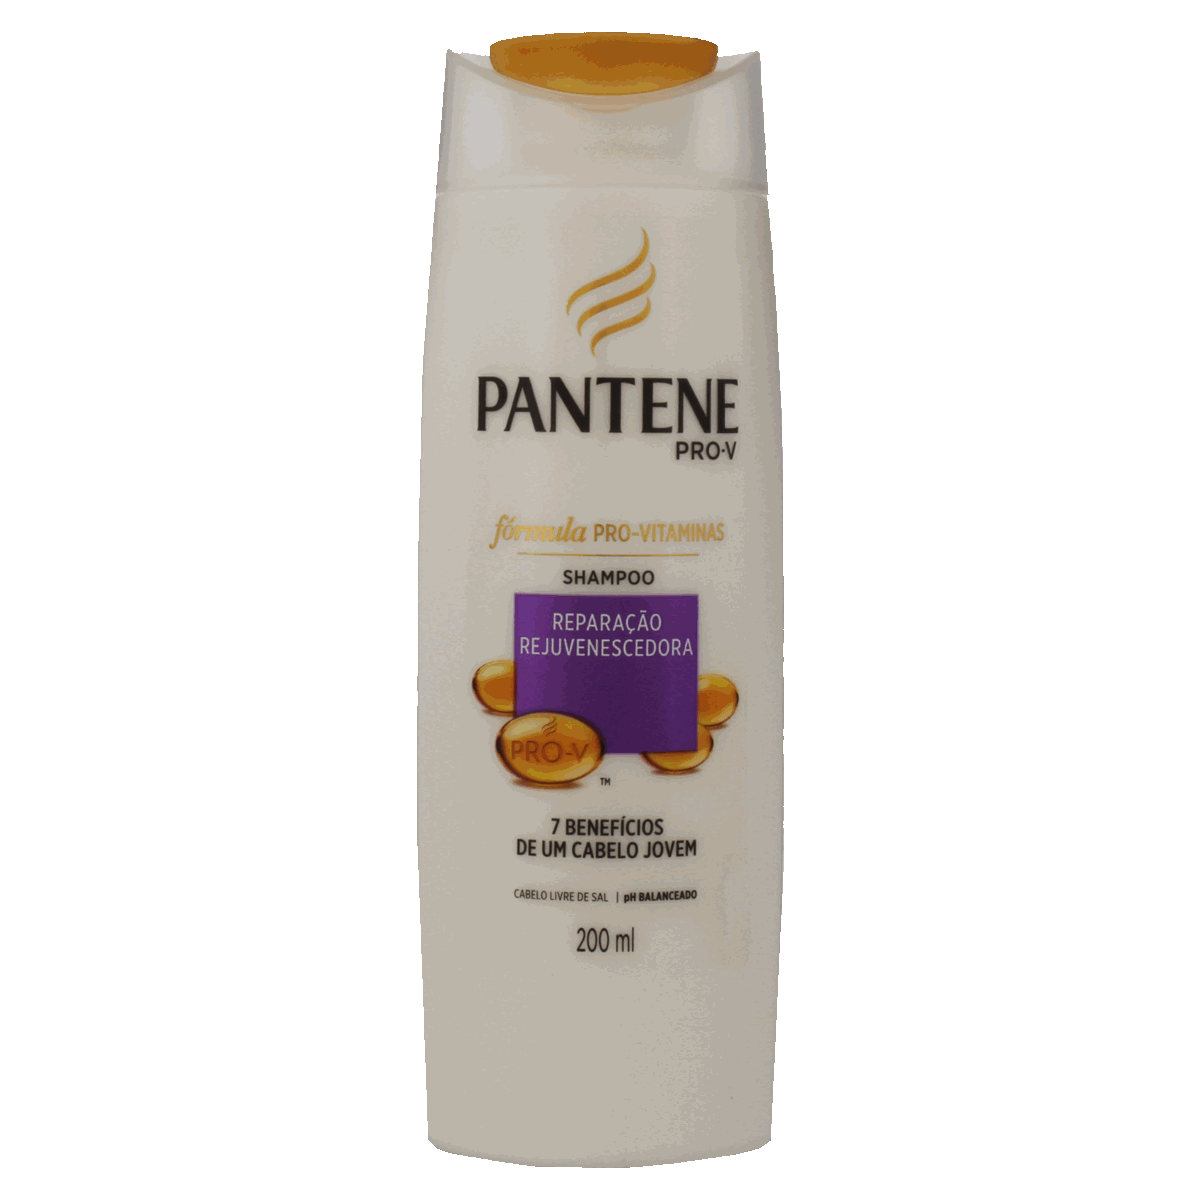 PANTENE
PRO-V
fórmula PRO-VITAMINAS
SHAMPOO
REPARAÇÃO
REJUVENESCEDORA
PRO-V
TM
7 BENEFÍCIOS
DE UM CABELO JOVEM
CABELO LIVRE DE SAL | pH BALANCEADO
200 ml